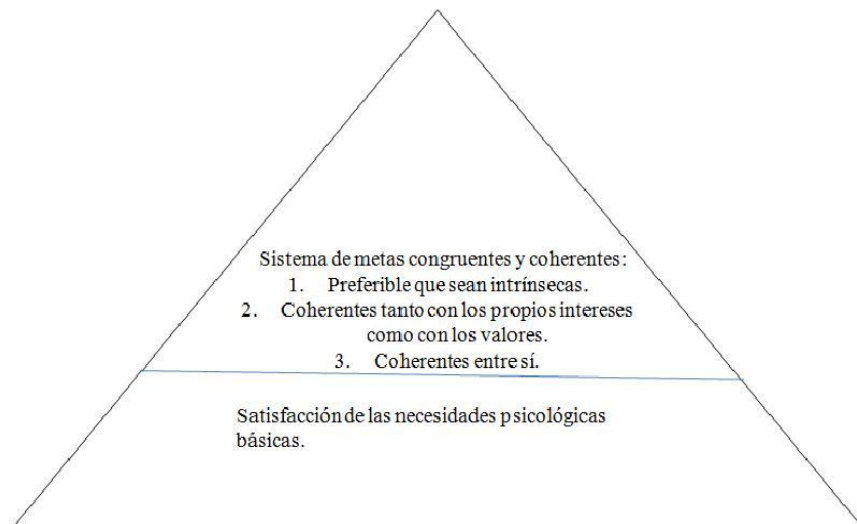 Sistema de metas congruentes y coherentes:
1. Preferible que sean intrínsecas.
2. Coherentes tanto con los propios intereses
como con los valores.
3. Coherentes entre sí.
Satisfacción de las necesidades psicológicas
básicas.